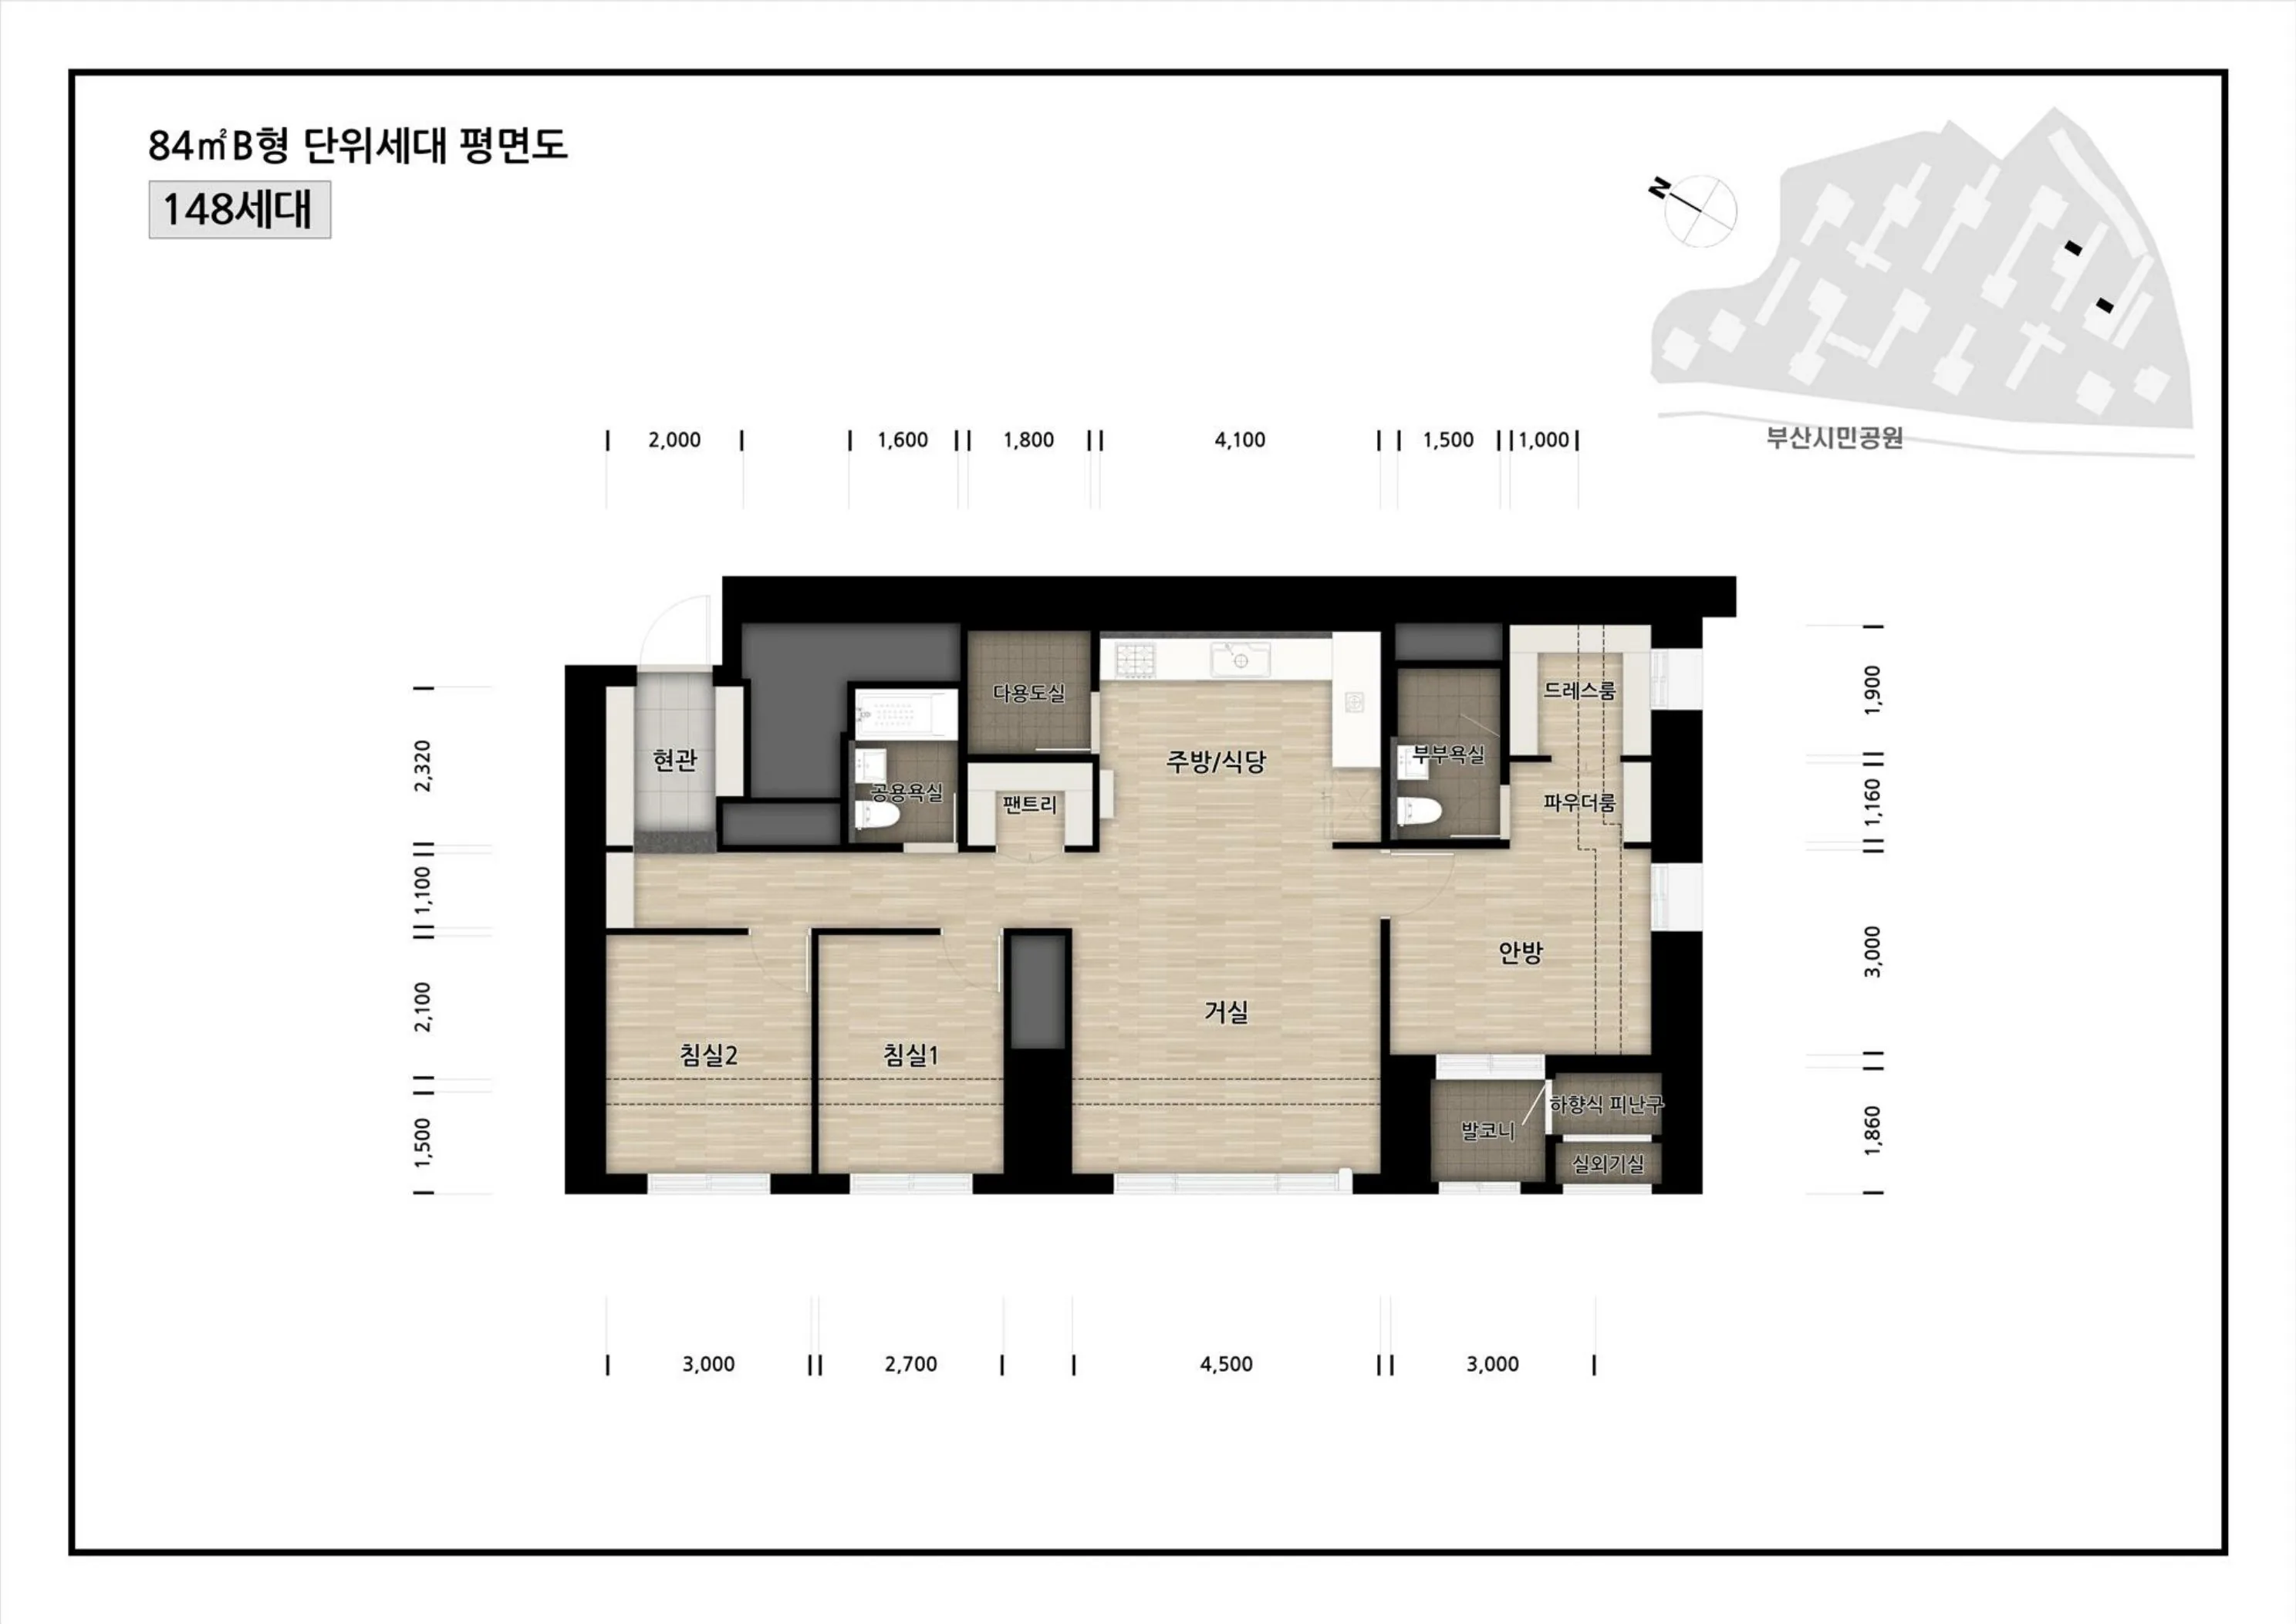 84㎡B형 단위세대 평면도
148세대
N
부산시민공원
2,000
1,600
1,800
4,100
1,500
1,000
2,320
1,100
2,100
1,500
현관
공용욕실
다용도실
팬트리
주방/식당
부부욕실
드레스룸
파우더룸
안방
거실
침실2
침실1
발코니
하향식 피난구
실외기실
1,900
1,160
3,000
1,860
3,000
2,700
4,500
3,000